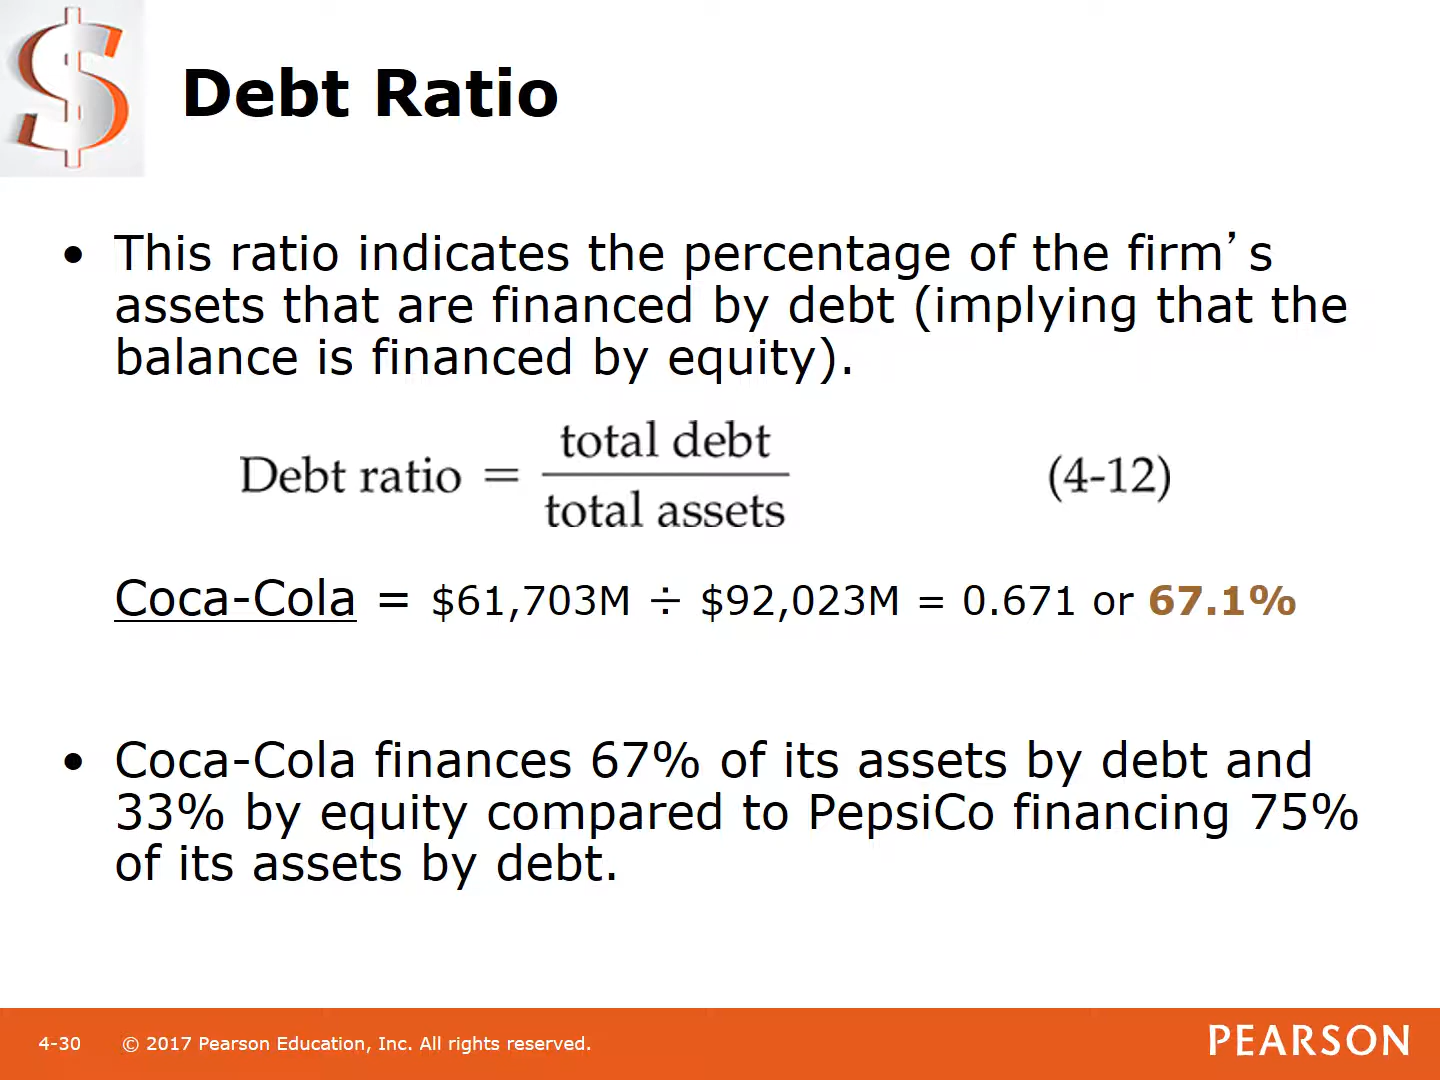 Debt Ratio
• This ratio indicates the percentage of the firm’s
assets that are financed by debt (implying that the
balance is financed by equity).
Debt ratio = total debt / total assets (4-12)
Coca-Cola = $61,703M ÷ $92,023M = 0.671 or 67.1%
• Coca-Cola finances 67% of its assets by debt and
33% by equity compared to PepsiCo financing 75%
of its assets by debt.
4-30 © 2017 Pearson Education, Inc. All rights reserved.
PEARSON